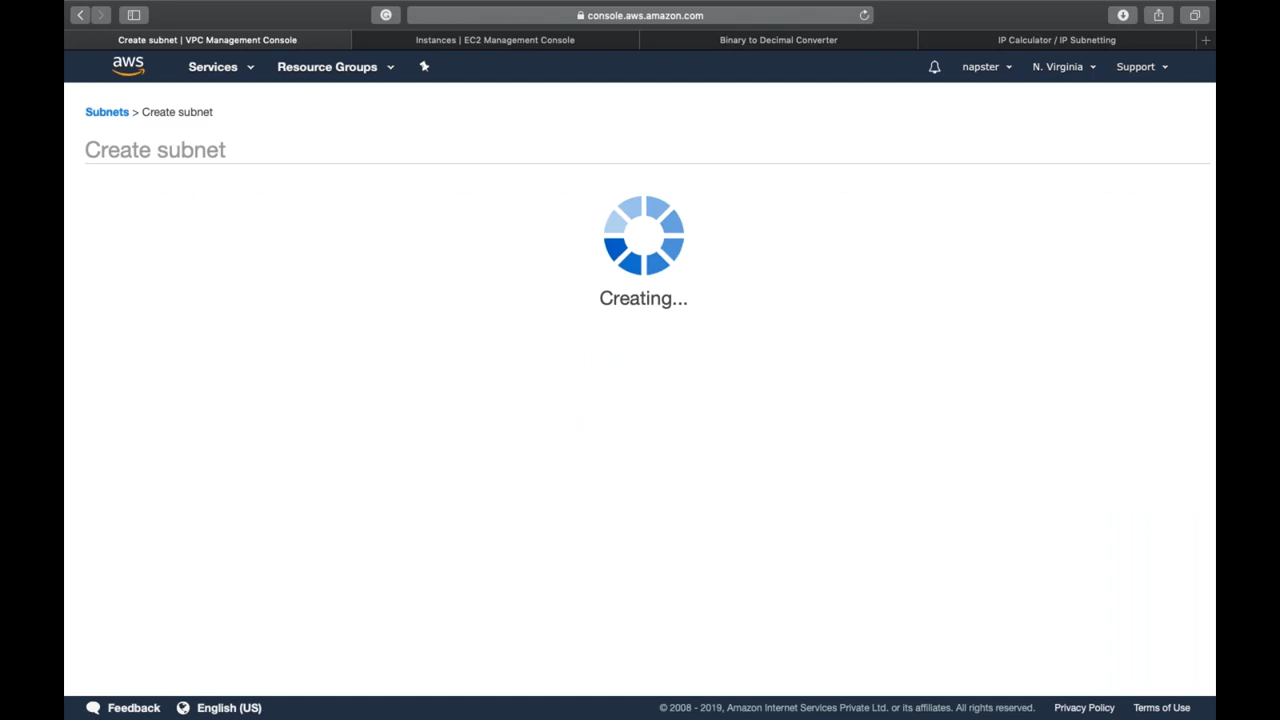 console.aws.amazon.com
Create subnet | VPC Management Console
Instances | EC2 Management Console
Binary to Decimal Converter
IP Calculator / IP Subnetting
aws
Services
Resource Groups
napster
N. Virginia
Support
Subnets > Create subnet
Create subnet
Creating...
Feedback
English (US)
© 2008 - 2019, Amazon Internet Services Private Ltd. or its affiliates. All rights reserved.
Privacy Policy
Terms of Use